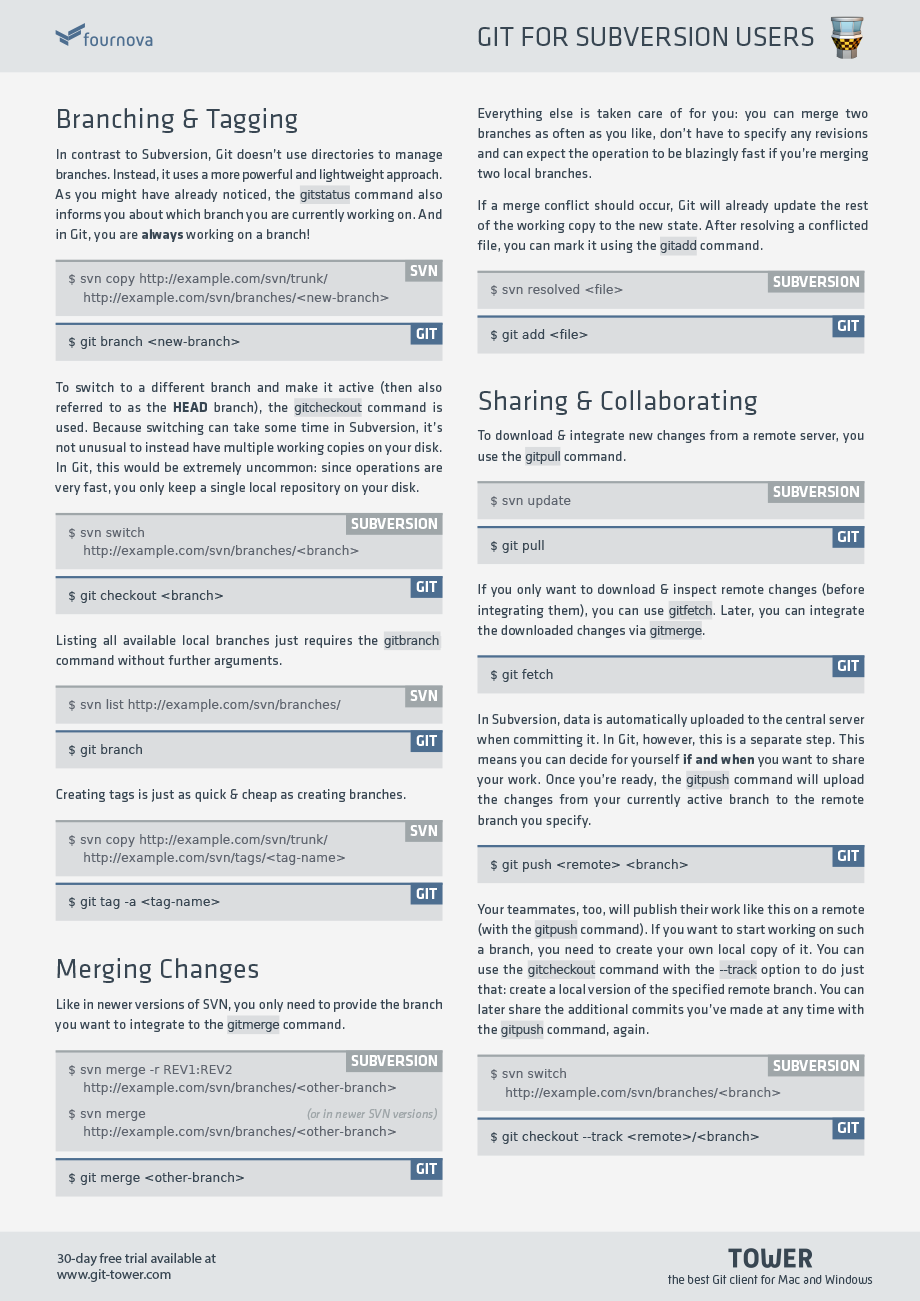 fournova
GIT FOR SUBVERSION USERS
Branching & Tagging
In contrast to Subversion, Git doesn’t use directories to manage
branches. Instead, it uses a more powerful and lightweight approach.
As you might have already noticed, the gitstatus command also
informs you about which branch you are currently working on. And
in Git, you are always working on a branch!
SVN
$ svn copy http://example.com/svn/trunk/
http://example.com/svn/branches/<new-branch>
GIT
$ git branch <new-branch>
To switch to a different branch and make it active (then also
referred to as the HEAD branch), the gitcheckout command is
used. Because switching can take some time in Subversion, it’s
not unusual to instead have multiple working copies on your disk.
In Git, this would be extremely uncommon: since operations are
very fast, you only keep a single local repository on your disk.
SUBVERSION
$ svn switch
http://example.com/svn/branches/<branch>
GIT
$ git checkout <branch>
Listing all available local branches just requires the gitbranch
command without further arguments.
SVN
$ svn list http://example.com/svn/branches/
GIT
$ git branch
Creating tags is just as quick & cheap as creating branches.
SVN
$ svn copy http://example.com/svn/trunk/
http://example.com/svn/tags/<tag-name>
GIT
$ git tag -a <tag-name>
Merging Changes
Like in newer versions of SVN, you only need to provide the branch
you want to integrate to the gitmerge command.
SUBVERSION
$ svn merge -r REV1:REV2
http://example.com/svn/branches/<other-branch>
$ svn merge (or in newer SVN versions)
http://example.com/svn/branches/<other-branch>
GIT
$ git merge <other-branch>
Everything else is taken care of for you: you can merge two
branches as often as you like, don’t have to specify any revisions
and can expect the operation to be blazingly fast if you’re merging
two local branches.
If a merge conflict should occur, Git will already update the rest
of the working copy to the new state. After resolving a conflicted
file, you can mark it using the gitadd command.
SUBVERSION
$ svn resolved <file>
GIT
$ git add <file>
Sharing & Collaborating
To download & integrate new changes from a remote server, you
use the gitpull command.
SUBVERSION
$ svn update
GIT
$ git pull
If you only want to download & inspect remote changes (before
integrating them), you can use gitfetch. Later, you can integrate
the downloaded changes via gitmerge.
GIT
$ git fetch
In Subversion, data is automatically uploaded to the central server
when committing it. In Git, however, this is a separate step. This
means you can decide for yourself if and when you want to share
your work. Once you’re ready, the gitpush command will upload
the changes from your currently active branch to the remote
branch you specify.
GIT
$ git push <remote> <branch>
Your teammates, too, will publish their work like this on a remote
(with the gitpush command). If you want to start working on such
a branch, you need to create your own local copy of it. You can
use the gitcheckout command with the --track option to do just
that: create a local version of the specified remote branch. You can
later share the additional commits you’ve made at any time with
the gitpush command, again.
SUBVERSION
$ svn switch
http://example.com/svn/branches/<branch>
GIT
$ git checkout --track <remote>/<branch>
30-day free trial available at
www.git-tower.com
TOWER
the best Git client for Mac and Windows